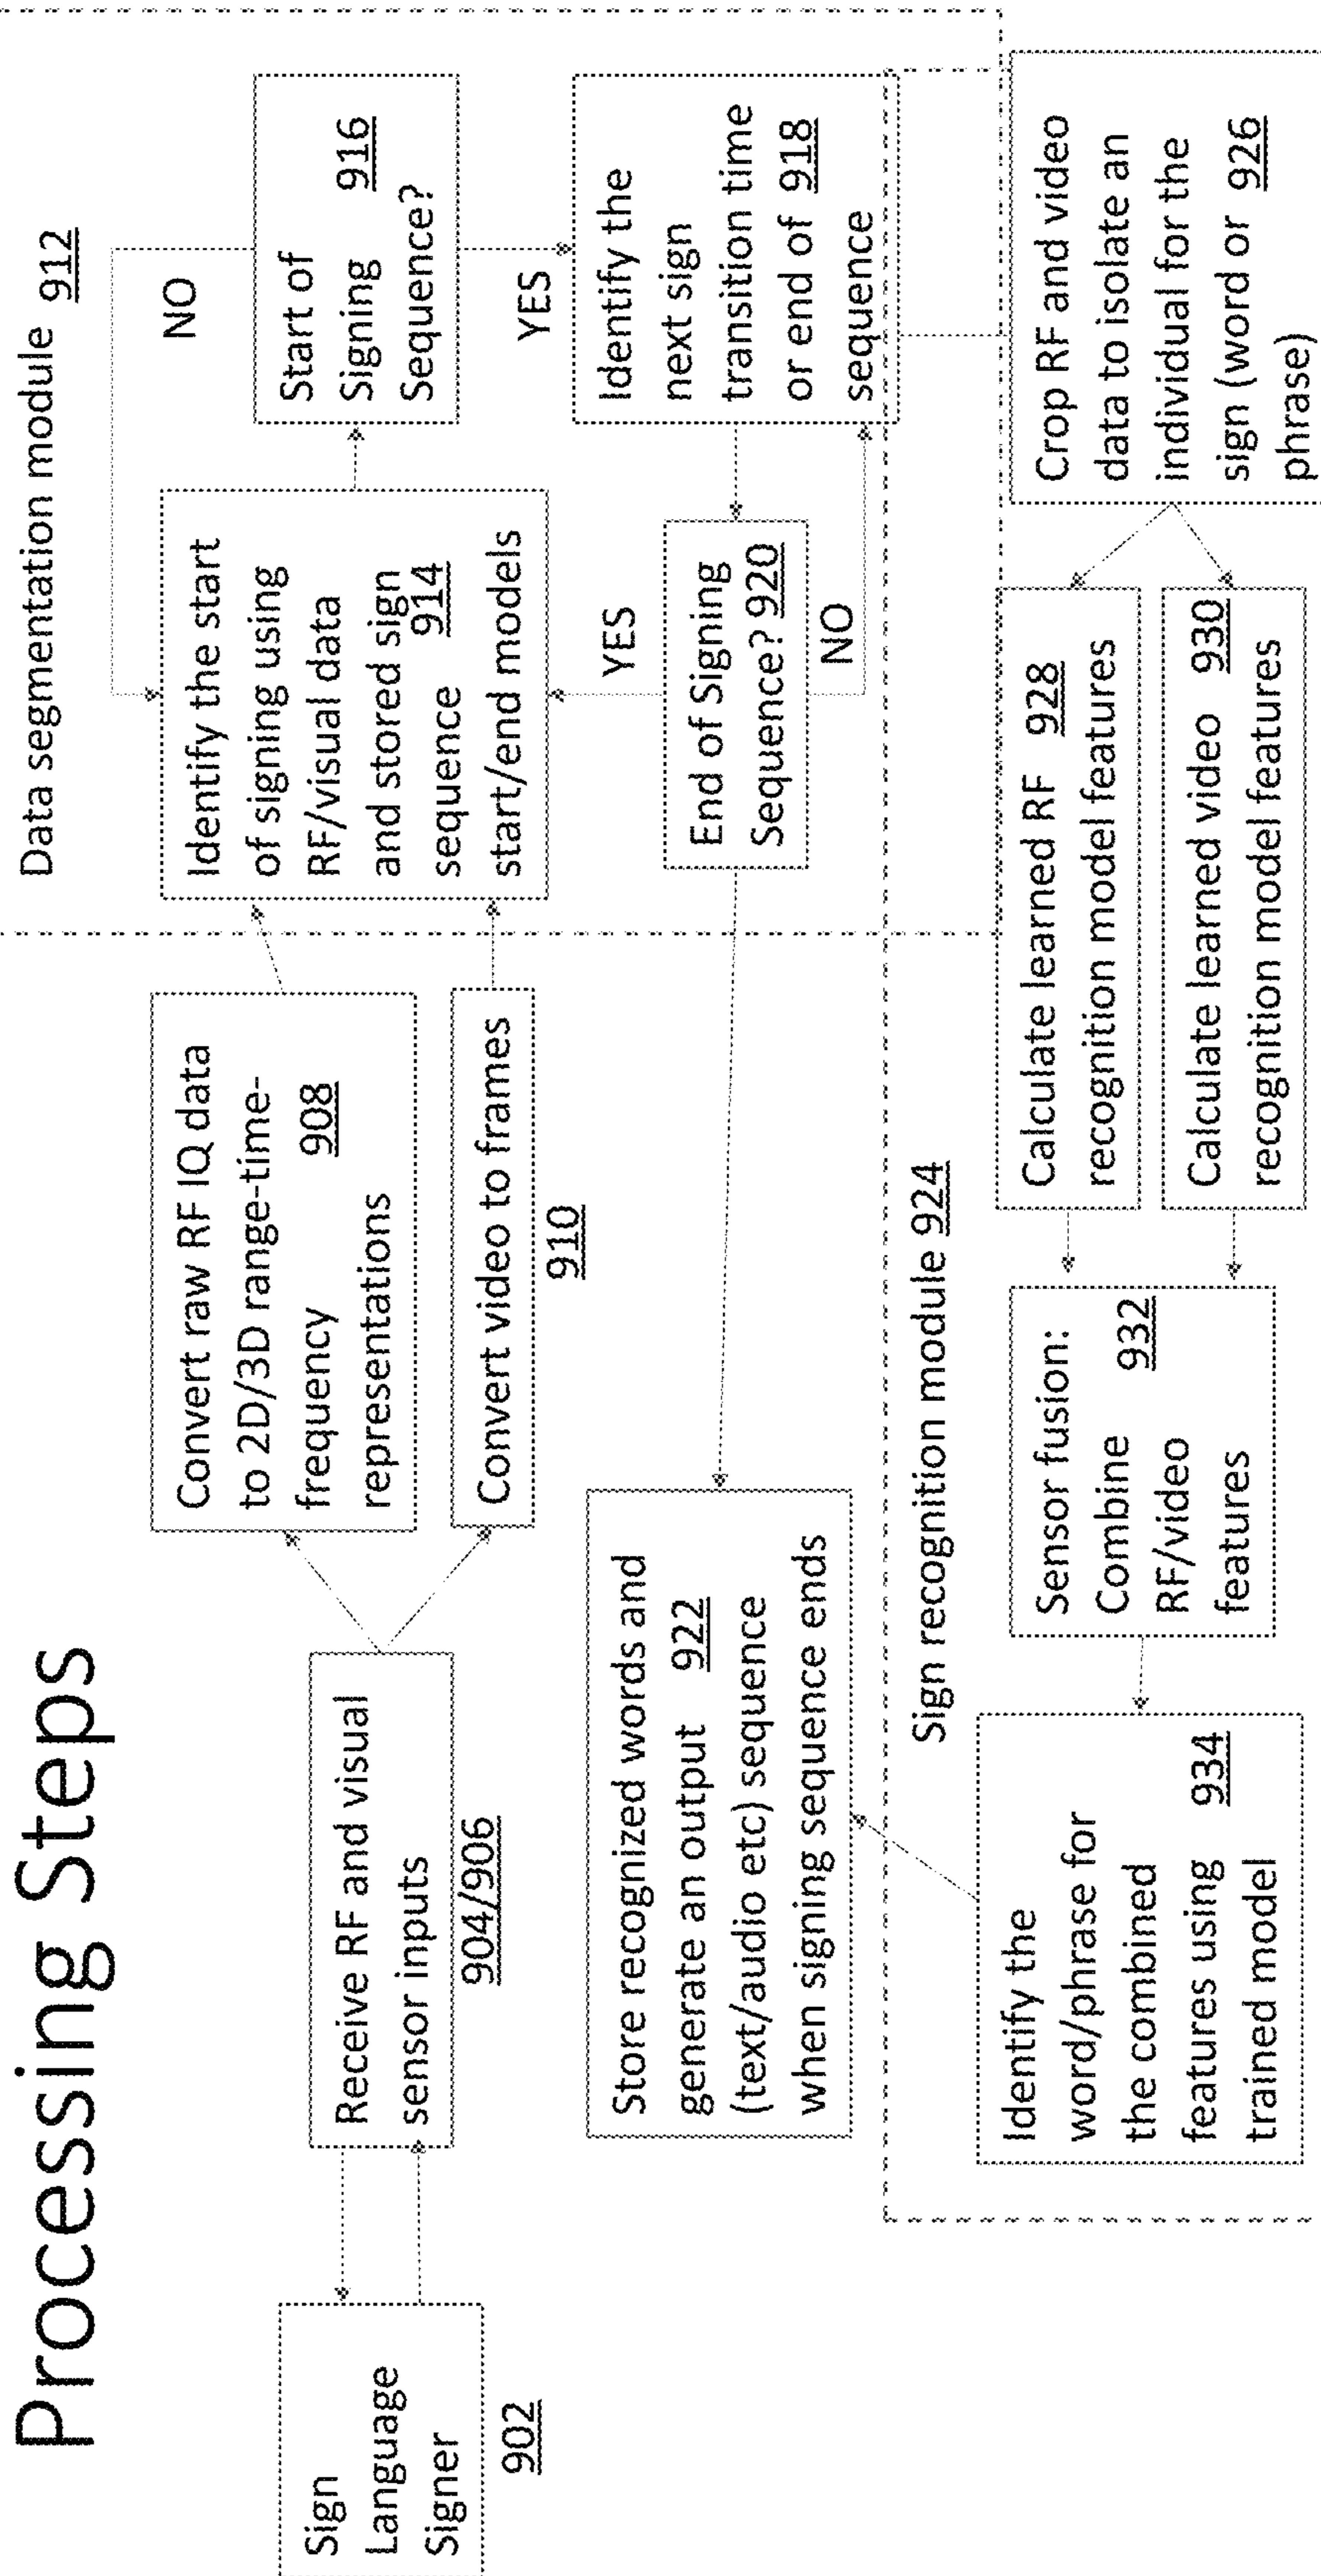 Processing Steps
Sign
Language
Signer
902
Receive RF and visual
sensor inputs
904/906
Convert raw RF IQ data
to 2D/3D range-time-
frequency 908
representations
Convert video to frames
910
Data segmentation module 912
Identify the start
of signing using
RF/visual data
and stored sign
sequence 914
start/end models
NO
Start of
Signing 916
Sequence?
YES
Identify the
next sign
transition time
or end of 918
sequence
YES
End of Signing
Sequence? 920
NO
Store recognized words and
generate an output 922
(text/audio etc) sequence
when signing sequence ends
Sign recognition module 924
Crop RF and video
data to isolate an
individual for the
sign (word or 926
phrase)
Calculate learned RF 928
recognition model features
Calculate learned video 930
recognition model features
Sensor fusion:
Combine 932
RF/video
features
Identify the
word/phrase for
the combined
features using 934
trained model